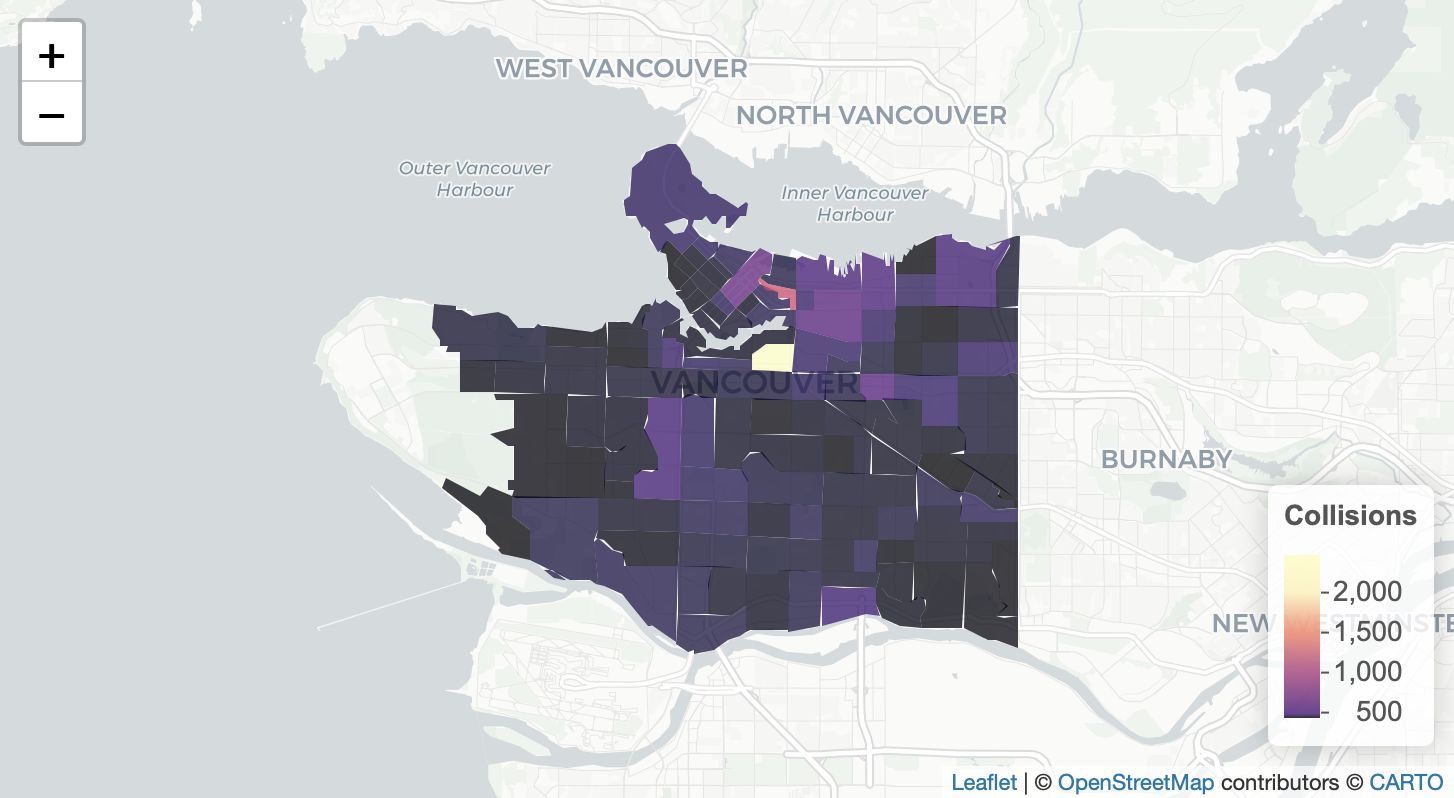 +
−
WEST VANCOUVER
NORTH VANCOUVER
Outer Vancouver
Harbour
Inner Vancouver
Harbour
VANCOUVER
BURNABY
Collisions
2,000
NEW WESTMINSTE
1,500
1,000
500
Leaflet | © OpenStreetMap contributors © CARTO